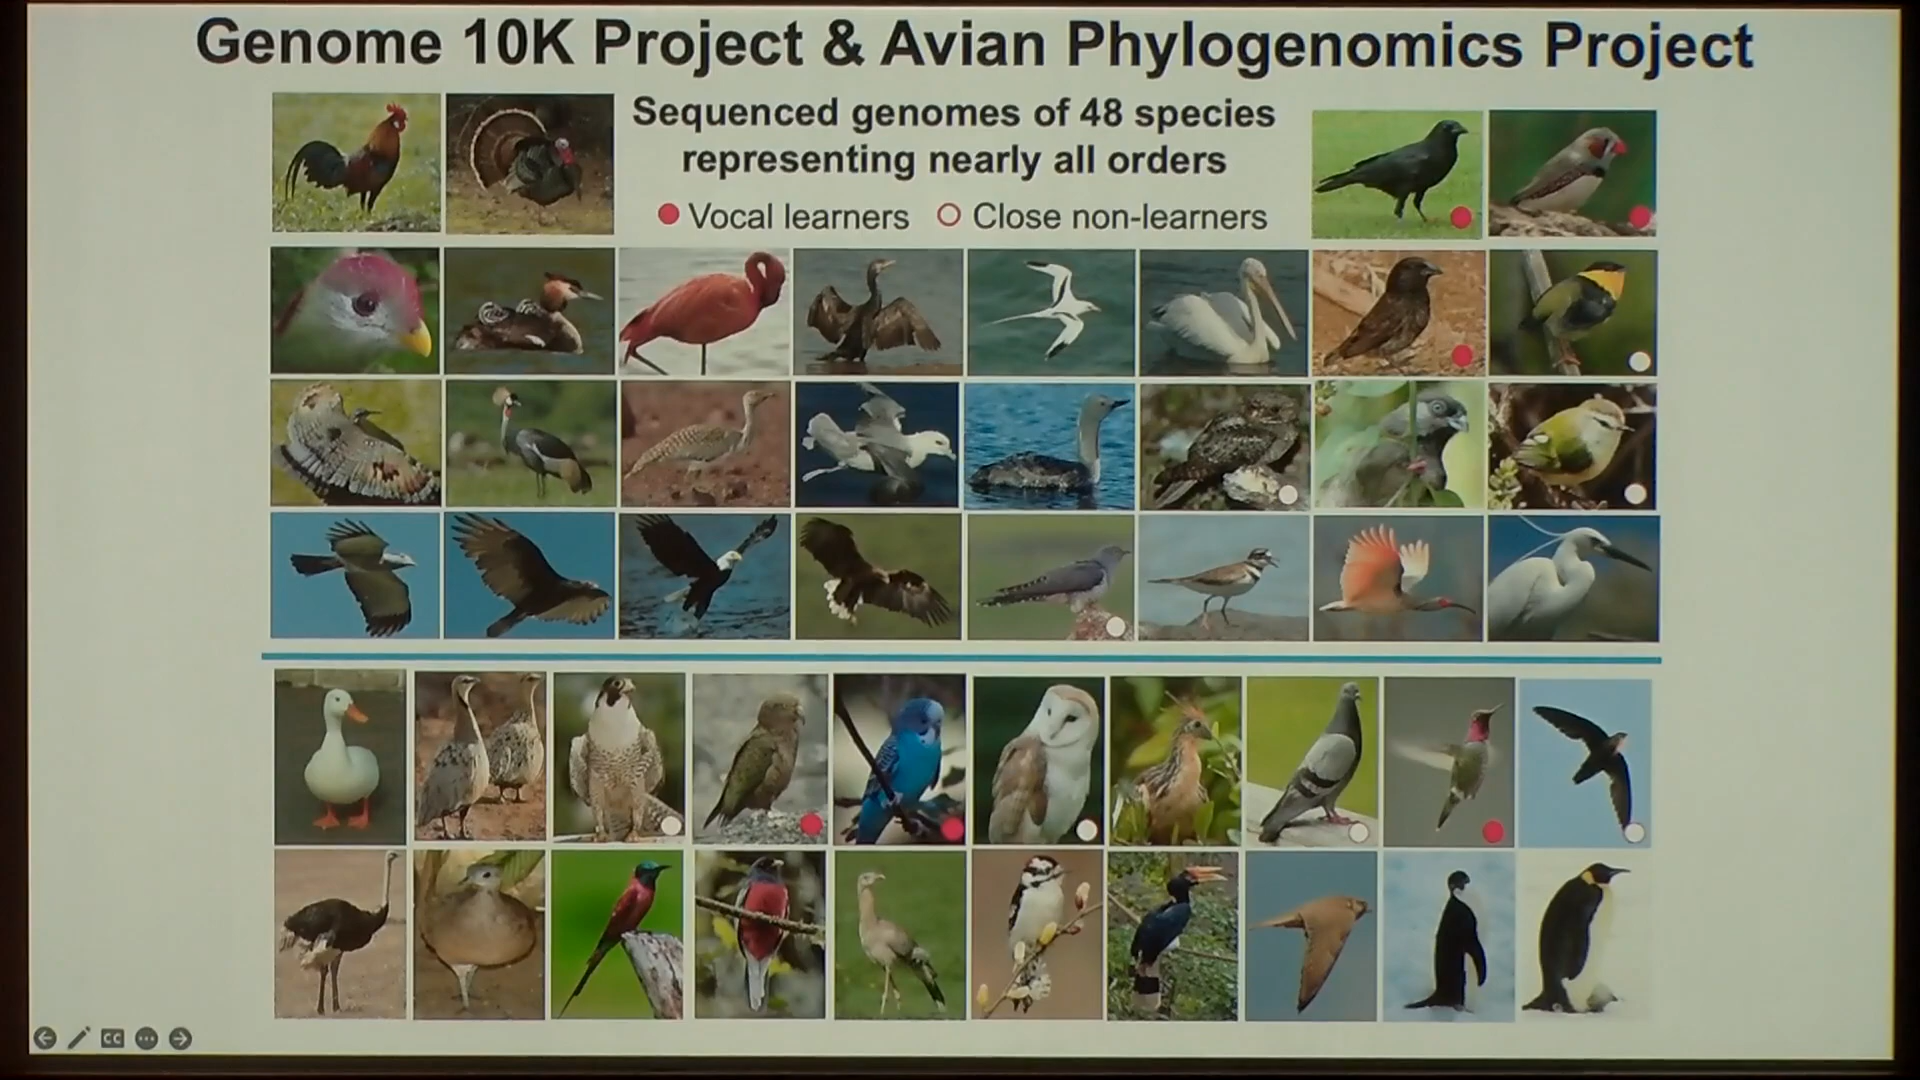 Genome 10K Project & Avian Phylogenomics Project
Sequenced genomes of 48 species
representing nearly all orders
Vocal learners Close non-learners
CC